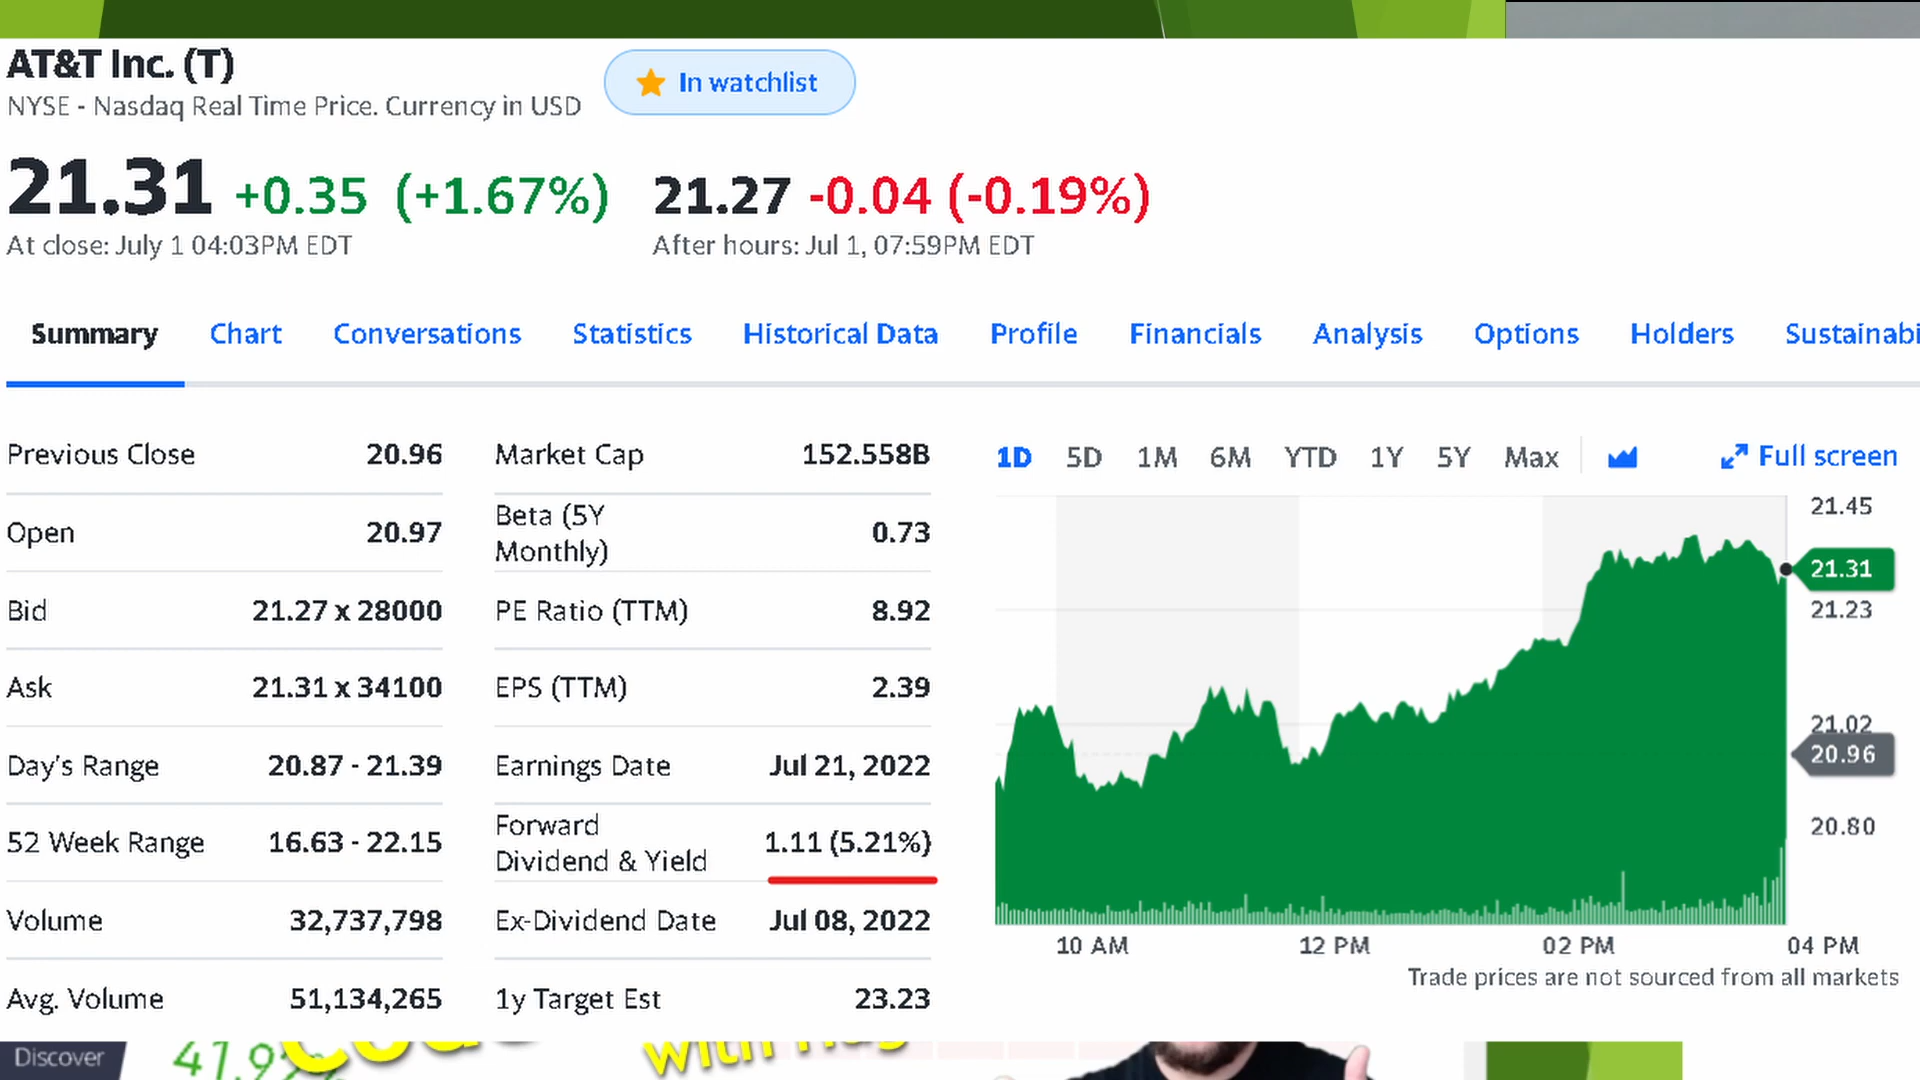 AT&T Inc. (T)
NYSE - Nasdaq Real Time Price. Currency in USD
In watchlist
21.31 +0.35 (+1.67%) 21.27 -0.04 (-0.19%)
At close: July 1 04:03PM EDT After hours: Jul 1, 07:59PM EDT
Summary Chart Conversations Statistics Historical Data Profile Financials Analysis Options Holders Sustainabi
Previous Close 20.96
Open 20.97
Bid 21.27 x 28000
Ask 21.31 x 34100
Day's Range 20.87 - 21.39
52 Week Range 16.63 - 22.15
Volume 32,737,798
Avg. Volume 51,134,265
Market Cap 152.558B
Beta (5Y
Monthly) 0.73
PE Ratio (TTM) 8.92
EPS (TTM) 2.39
Earnings Date Jul 21, 2022
Forward
Dividend & Yield 1.11 (5.21%)
Ex-Dividend Date Jul 08, 2022
1y Target Est 23.23
1D 5D 1M 6M YTD 1Y 5Y Max Full screen
21.45
21.31
21.23
21.02
20.96
20.80
10 AM 12 PM 02 PM 04 PM
Trade prices are not sourced from all markets
Discover
with